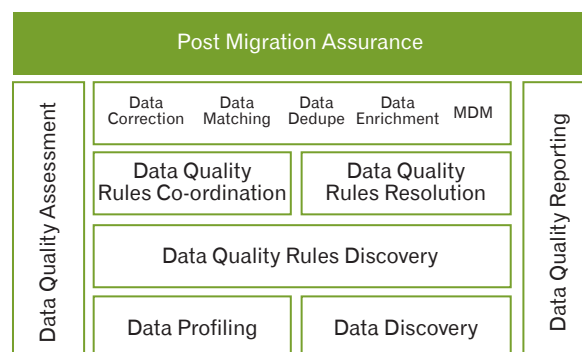 Post Migration Assurance
Data Quality Assessment
Data
Correction
Data
Matching
Data
Dedupe
Data
Enrichment
MDM
Data Quality
Rules Co-ordination
Data Quality
Rules Resolution
Data Quality Rules Discovery
Data Profiling
Data Discovery
Data Quality Reporting